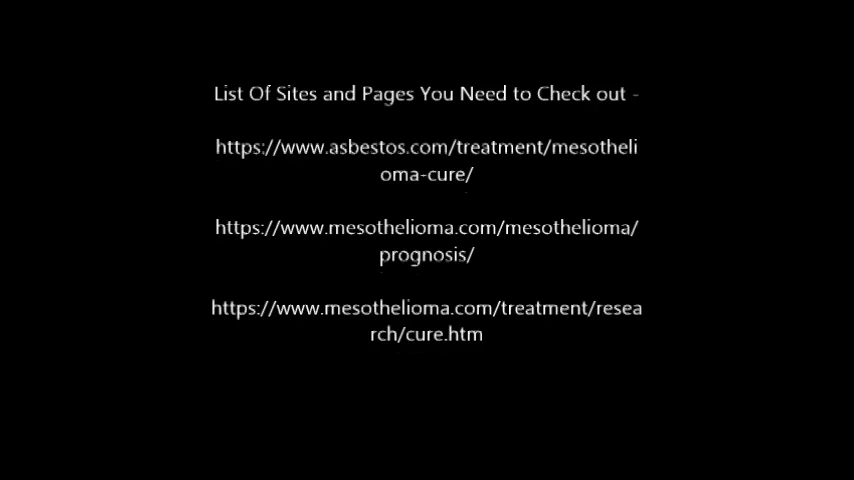 List Of Sites and Pages You Need to Check out -
https://www.asbestos.com/treatment/mesotheli
oma-cure/
https://www.mesothelioma.com/mesothelioma/
prognosis/
https://www.mesothelioma.com/treatment/resea
rch/cure.htm